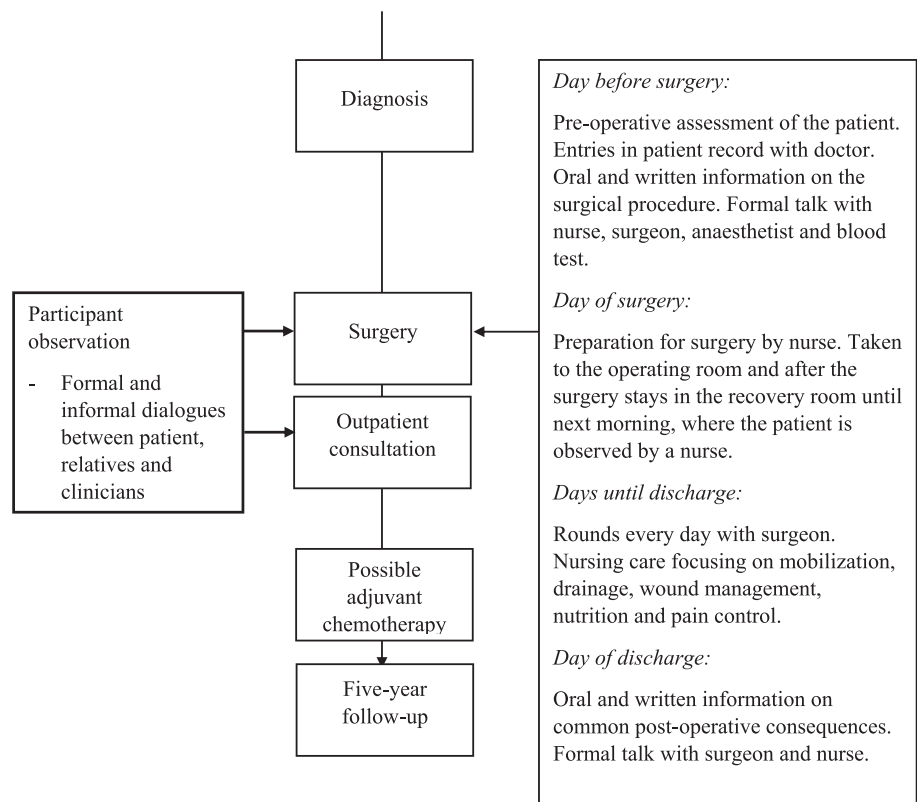 Diagnosis
Participant
observation
- Formal and
informal dialogues
between patient,
relatives and
clinicians
Surgery
Outpatient
consultation
Possible
adjuvant
chemotherapy
Five-year
follow-up
Day before surgery:
Pre-operative assessment of the patient.
Entries in patient record with doctor.
Oral and written information on the
surgical procedure. Formal talk with
nurse, surgeon, anaesthetist and blood
test.
Day of surgery:
Preparation for surgery by nurse. Taken
to the operating room and after the
surgery stays in the recovery room until
next morning, where the patient is
observed by a nurse.
Days until discharge:
Rounds every day with surgeon.
Nursing care focusing on mobilization,
drainage, wound management,
nutrition and pain control.
Day of discharge:
Oral and written information on
common post-operative consequences.
Formal talk with surgeon and nurse.